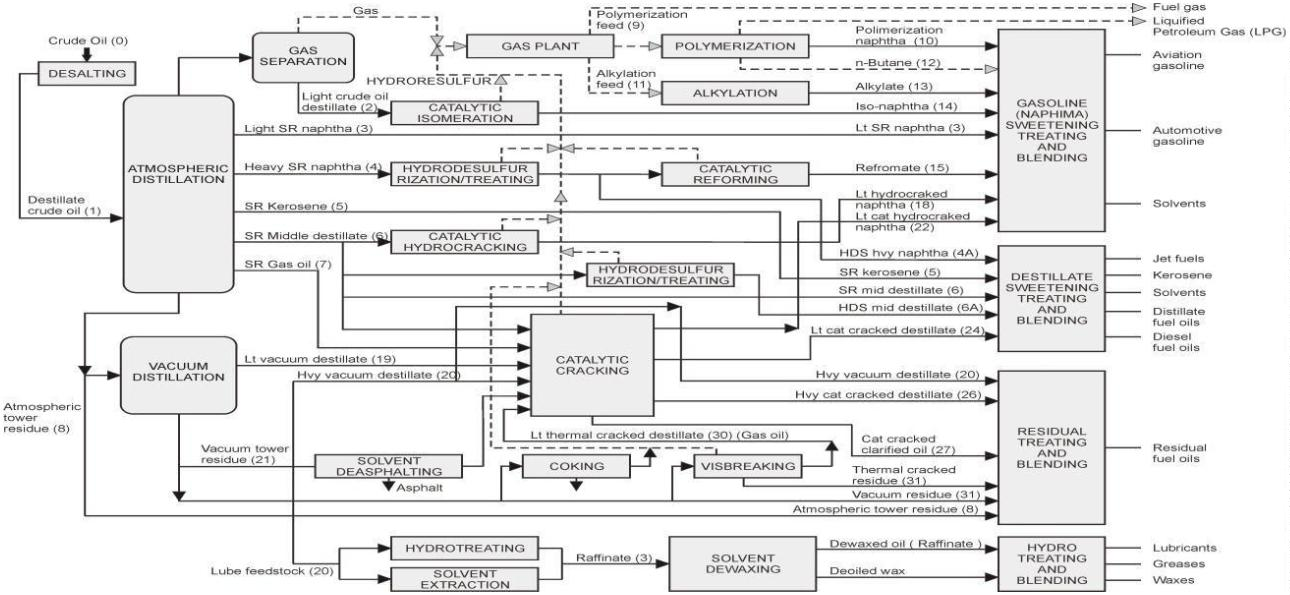 Gas
Polymerization
feed (9)
Fuel gas
Liquified
Petroleum Gas (LPG)
Crude Oil (0)
DESALTING
GAS
SEPARATION
GAS PLANT
POLYMERIZATION
Polimerization
naphtha (10)
n-Butane (12)
Aviation
gasoline
HYDRORESULFUR
Alkylation
feed (11)
ALKYLATION
Alkylate (13)
Light crude oil
destillate (2)
CATALYTIC
ISOMERATION
Iso-naphtha (14)
GASOLINE
(NAPHIMA)
SWEETENING
TREATING
AND
BLENDING
Light SR naphtha (3)
Lt SR naphtha (3)
Automotive
gasoline
ATMOSPHERIC
DISTILLATION
Heavy SR naphtha (4)
HYDRODESULFUR
RIZATION/TREATING
CATALYTIC
REFORMING
Refromate (15)
Destillate
crude oil (1)
SR Kerosene (5)
Lt hydrocraked
naphtha (18)
Lt cat hydrocraked
naphtha (22)
Solvents
SR Middle destillate (6)
CATALYTIC
HYDROCRACKING
SR Gas oil (7)
HYDRODESULFUR
RIZATION/TREATING
HDS hvy naphtha (4A)
SR kerosene (5)
SR mid destillate (6)
HDS mid destillate (6A)
Lt cat cracked destillate (24)
DESTILLATE
SWEETENING
TREATING
AND
BLENDING
Jet fuels
Kerosene
Solvents
Distillate
fuel oils
Diesel
fuel oils
VACUUM
DISTILLATION
Lt vacuum destillate (19)
Hvy vacuum destillate (20)
CATALYTIC
CRACKING
Hvy vacuum destillate (20)
Hvy cat cracked destillate (26)
Atmospheric
tower
residue (8)
Lt thermal cracked destillate (30) (Gas oil)
Vacuum tower
residue (21)
SOLVENT
DEASPHALTING
Asphalt
COKING
VISBREAKING
Cat cracked
clarified oil (27)
Thermal cracked
residue (31)
Vacuum residue (31)
Atmospheric tower residue (8)
RESIDUAL
TREATING
AND
BLENDING
Residual
fuel oils
Lube feedstock (20)
HYDROTREATING
SOLVENT
EXTRACTION
Raffinate (3)
SOLVENT
DEWAXING
Dewaxed oil ( Raffinate )
Deoiled wax
HYDRO
TREATING
AND
BLENDING
Lubricants
Greases
Waxes